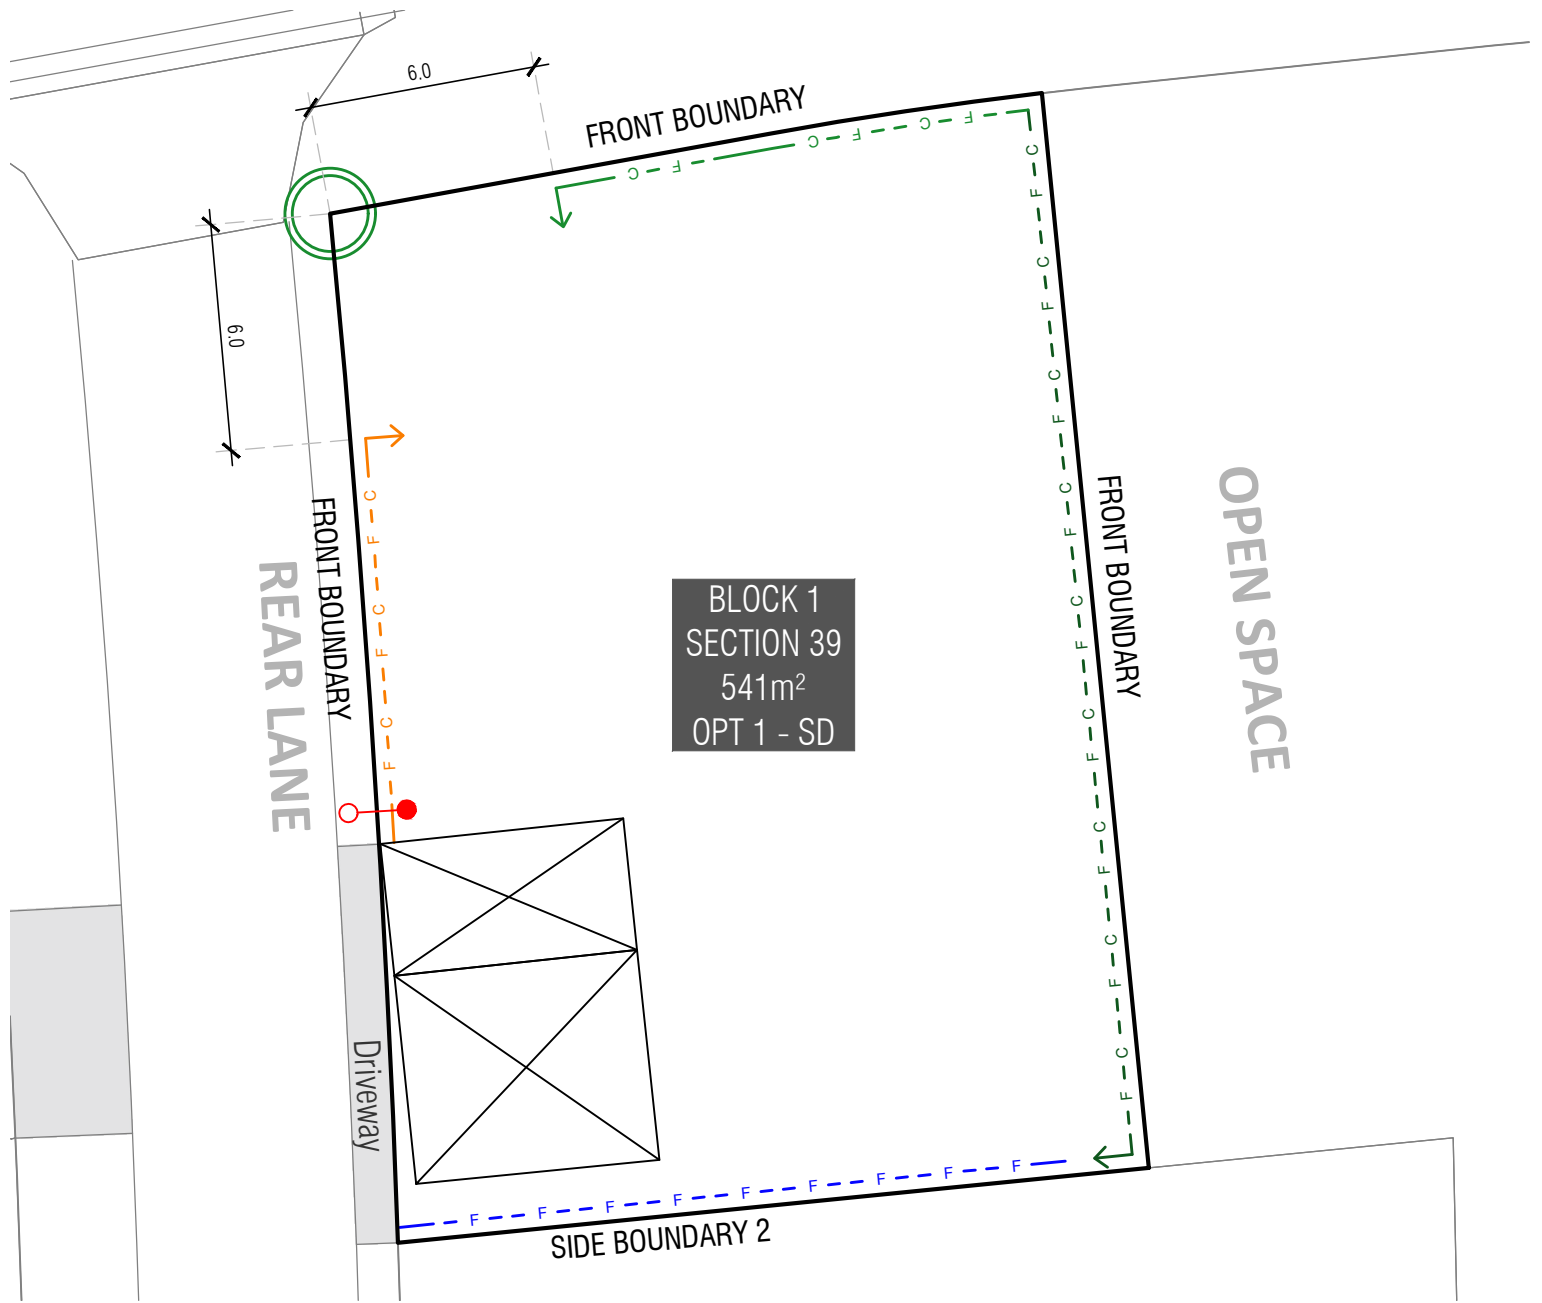 6.0
FRONT BOUNDARY
F C F C
C F C F
6.0
C F C F C F C F C F C F C F C F C F
FRONT BOUNDARY
C F C F C F
REAR LANE
FRONT BOUNDARY
OPEN SPACE
BLOCK 1
SECTION 39
541m²
OPT 1 - SD
Driveway
F F F F F F F F F
SIDE BOUNDARY 2